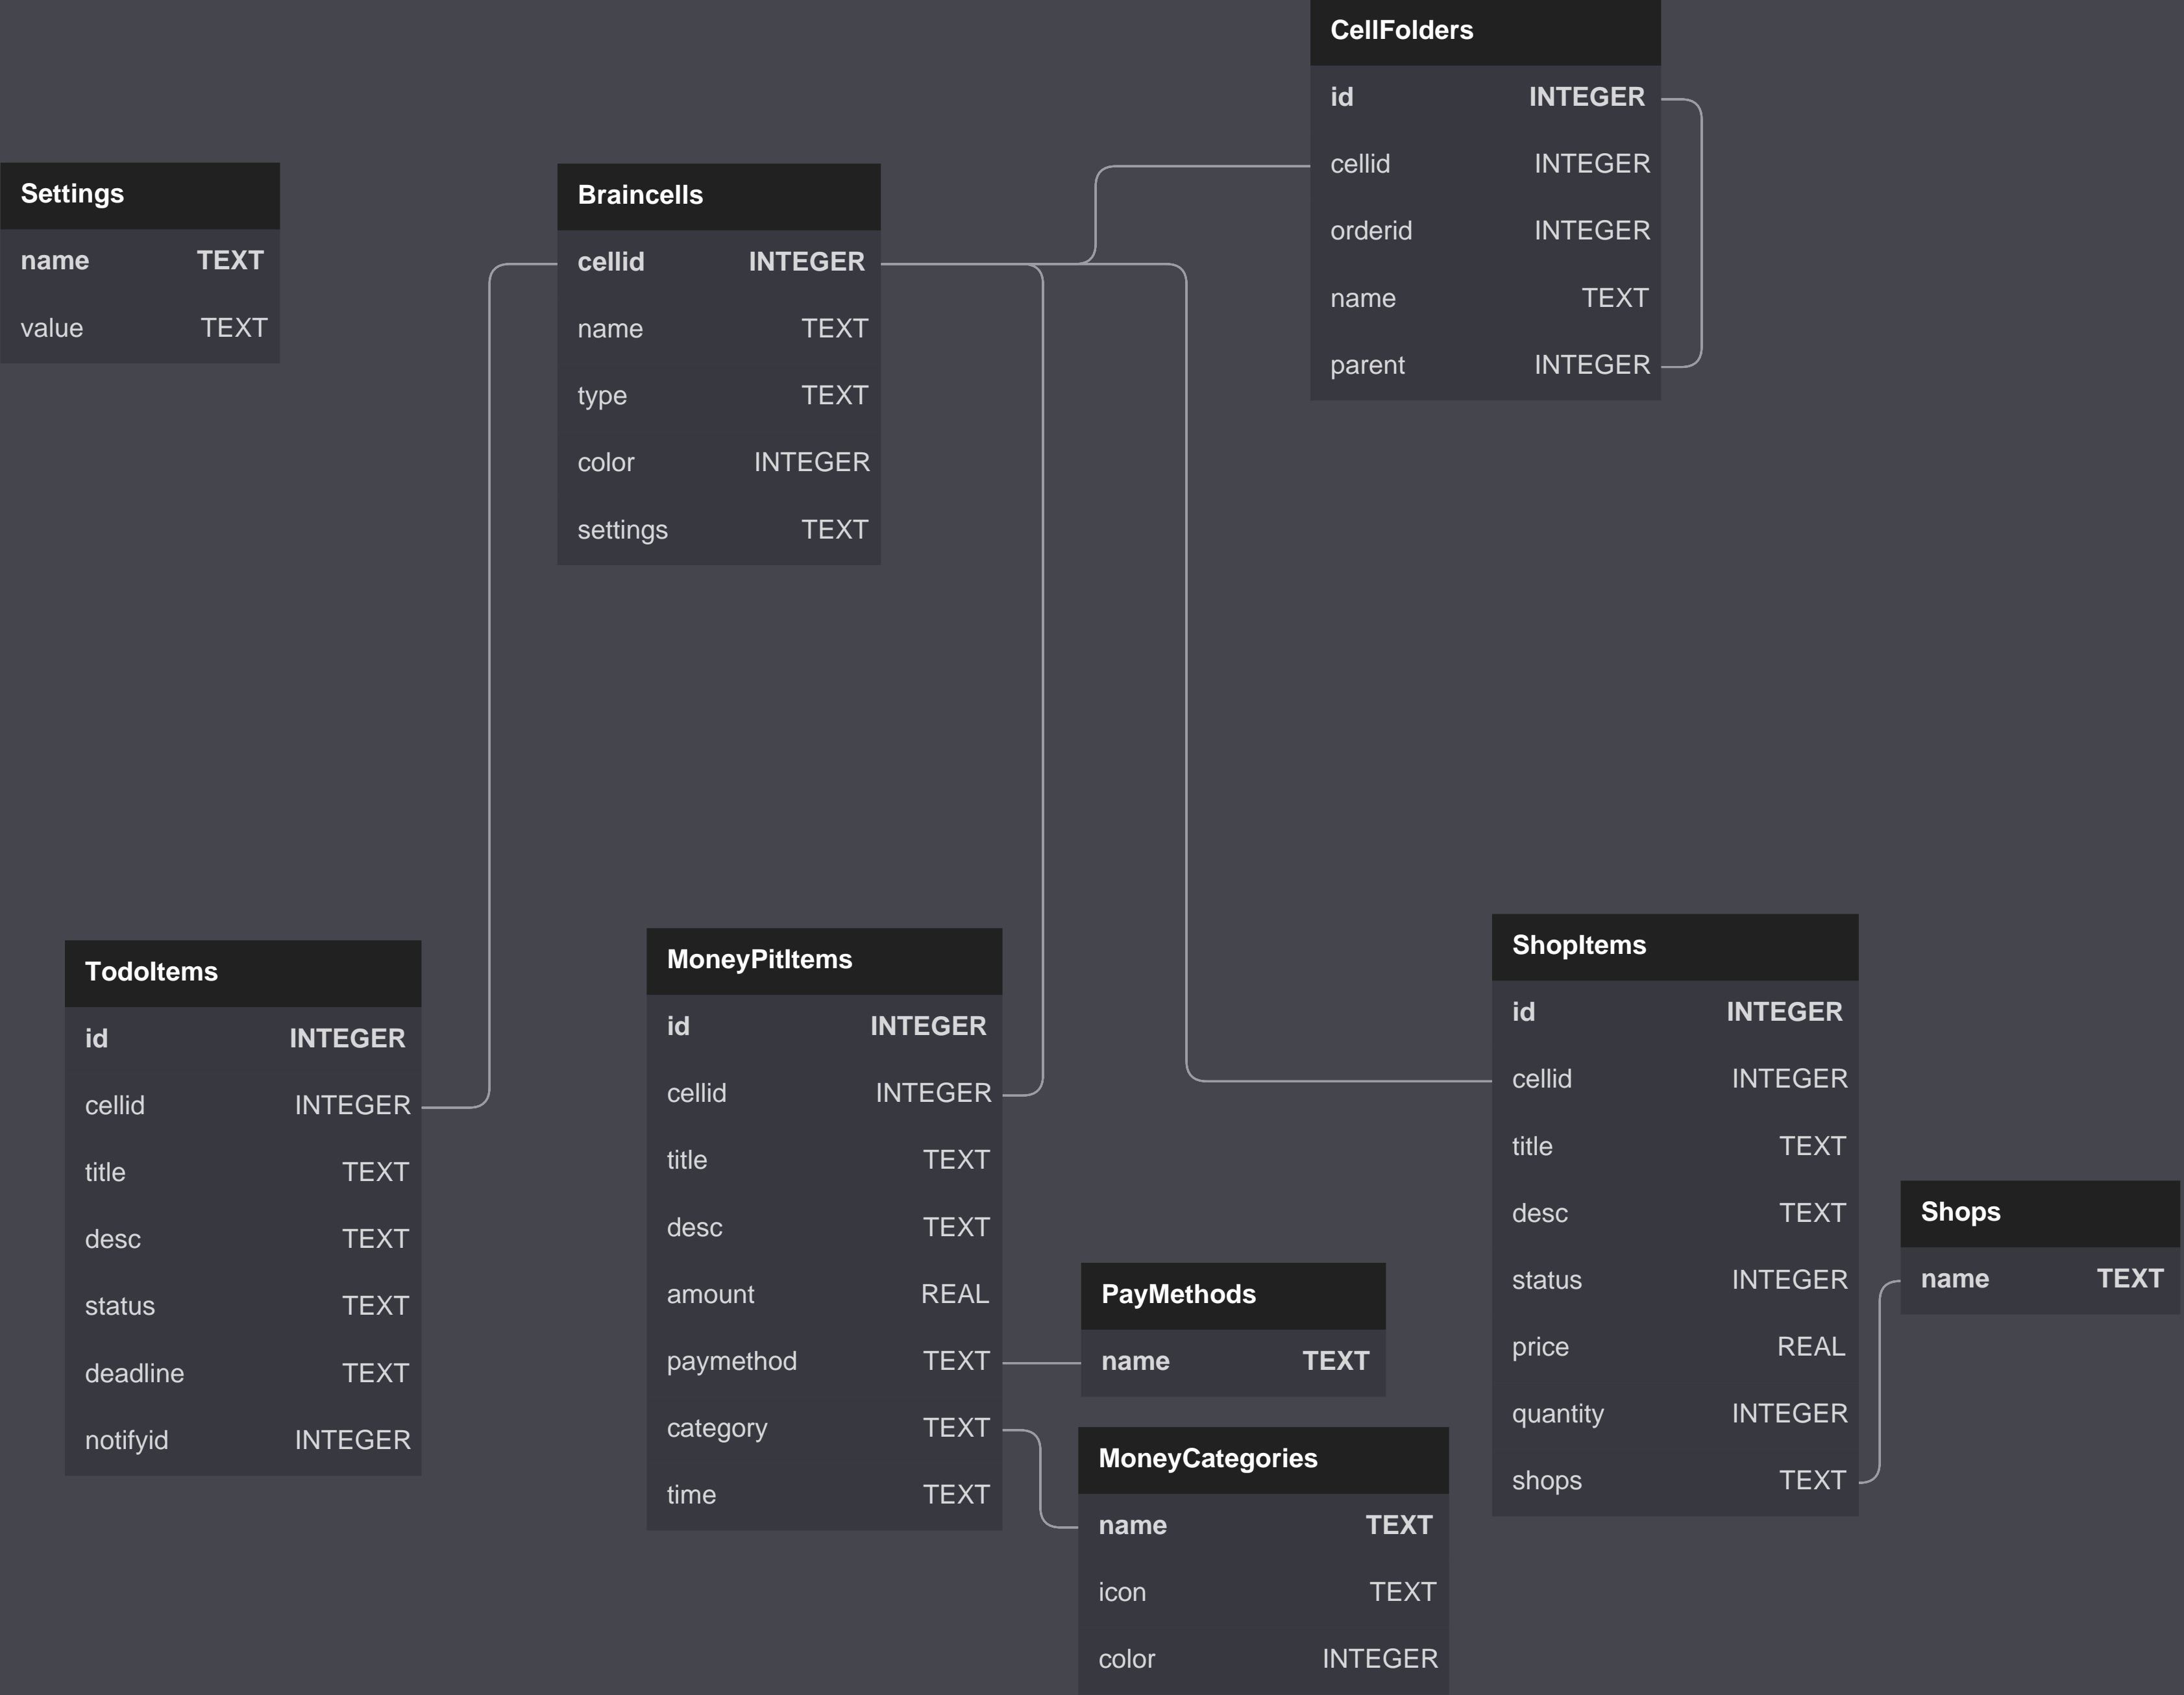 CellFolders
id INTEGER
cellid INTEGER
orderid INTEGER
name TEXT
parent INTEGER
Settings
name TEXT
value TEXT
Braincells
cellid INTEGER
name TEXT
type TEXT
color INTEGER
settings TEXT
TodoItems
id INTEGER
cellid INTEGER
title TEXT
desc TEXT
status TEXT
deadline TEXT
notifyid INTEGER
MoneyPitItems
id INTEGER
cellid INTEGER
title TEXT
desc TEXT
amount REAL
paymethod TEXT
category TEXT
time TEXT
PayMethods
name TEXT
MoneyCategories
name TEXT
icon TEXT
color INTEGER
ShopItems
id INTEGER
cellid INTEGER
title TEXT
desc TEXT
status INTEGER
price REAL
quantity INTEGER
shops TEXT
Shops
name TEXT